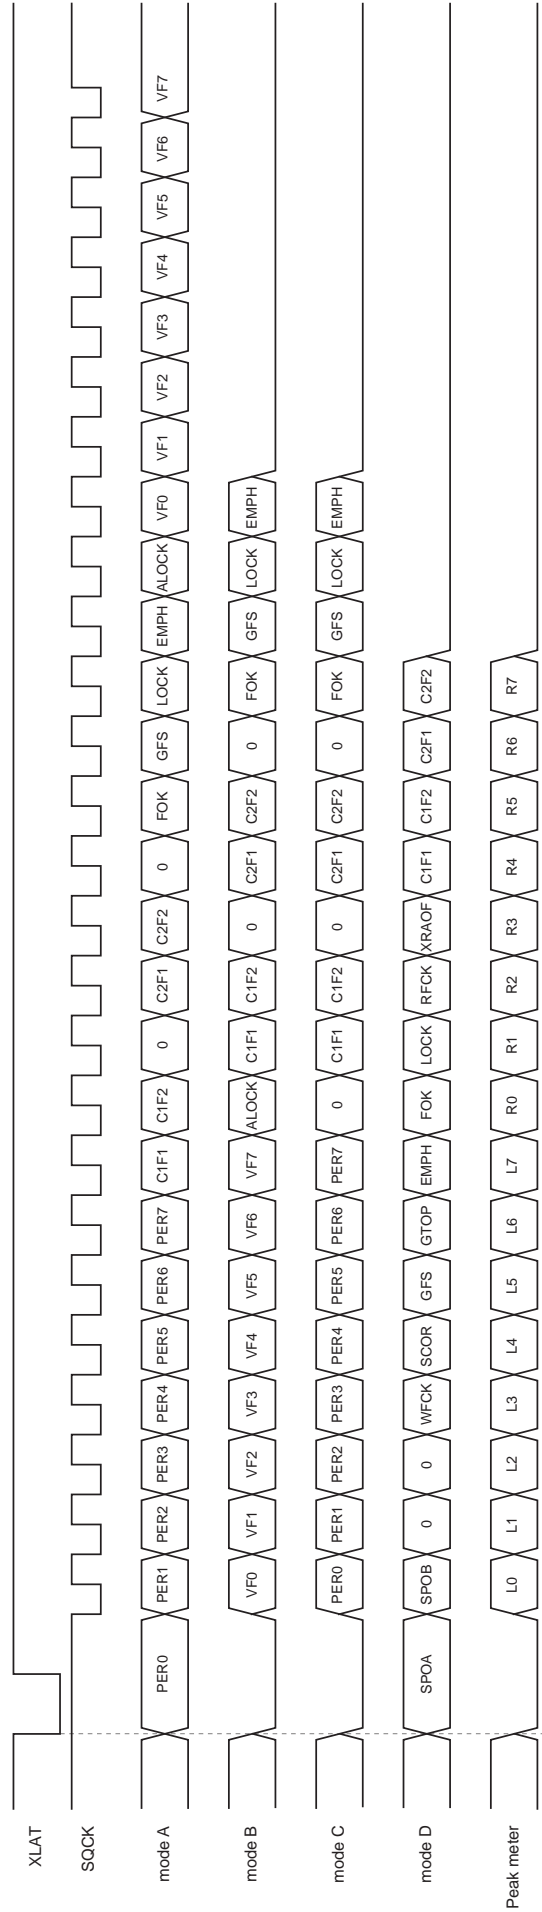 XLAT
SQCK
mode A
PER0 PER1 PER2 PER3 PER4 PER5 PER6 PER7 C1F1 C1F2 0 C2F1 C2F2 0 FOK GFS LOCK EMPH ALOCK VF0 VF1 VF2 VF3 VF4 VF5 VF6 VF7
mode B
VF0 VF1 VF2 VF3 VF4 VF5 VF6 VF7 ALOCK C1F1 C1F2 0 C2F1 C2F2 0 FOK GFS LOCK EMPH
mode C
PER0 PER1 PER2 PER3 PER4 PER5 PER6 PER7 0 C1F1 C1F2 0 C2F1 C2F2 0 FOK GFS LOCK EMPH
mode D
SPOA SPOB 0 0 WFCK SCOR GFS GTOP EMPH FOK LOCK RFCK XRAOF C1F1 C1F2 C2F1 C2F2
Peak meter
L0 L1 L2 L3 L4 L5 L6 L7 R0 R1 R2 R3 R4 R5 R6 R7